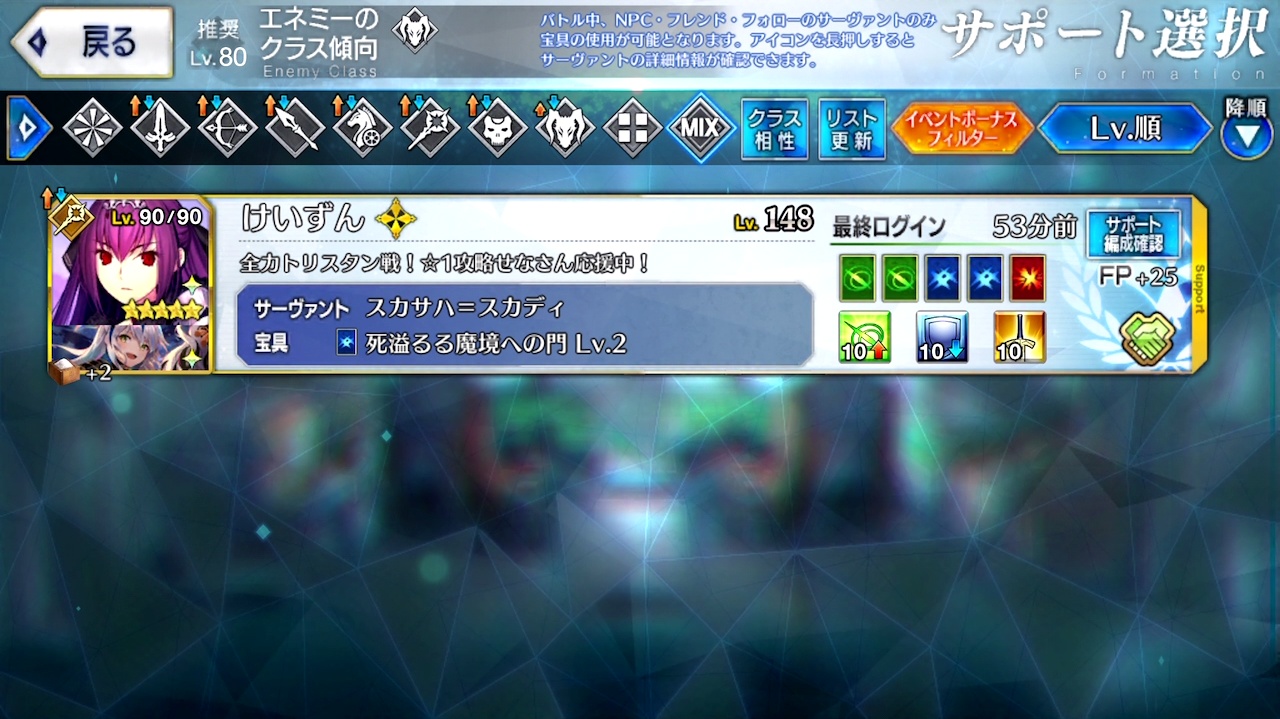 戻る
推奨
Lv.80
エネミーの
クラス傾向
Enemy Class
バトル中、NPC・フレンド・フォローのサーヴァントのみ
宝具の使用が可能となります。アイコンを長押しすると
サーヴァントの詳細情報が確認できます。
サポート選択
Formation
MIX
クラス
相性
リスト
更新
イベントボーナス
フィルター
Lv.順
降順
Lv. 90/90
+2
けいずん
Lv. 148
全力トリスタン戦！☆1攻略せなさん応援中！
サーヴァント スカサハ=スカディ
宝具 死溢るる魔境への門 Lv.2
最終ログイン 53分前
10 10 10
サポート
編成確認
FP+25
Support